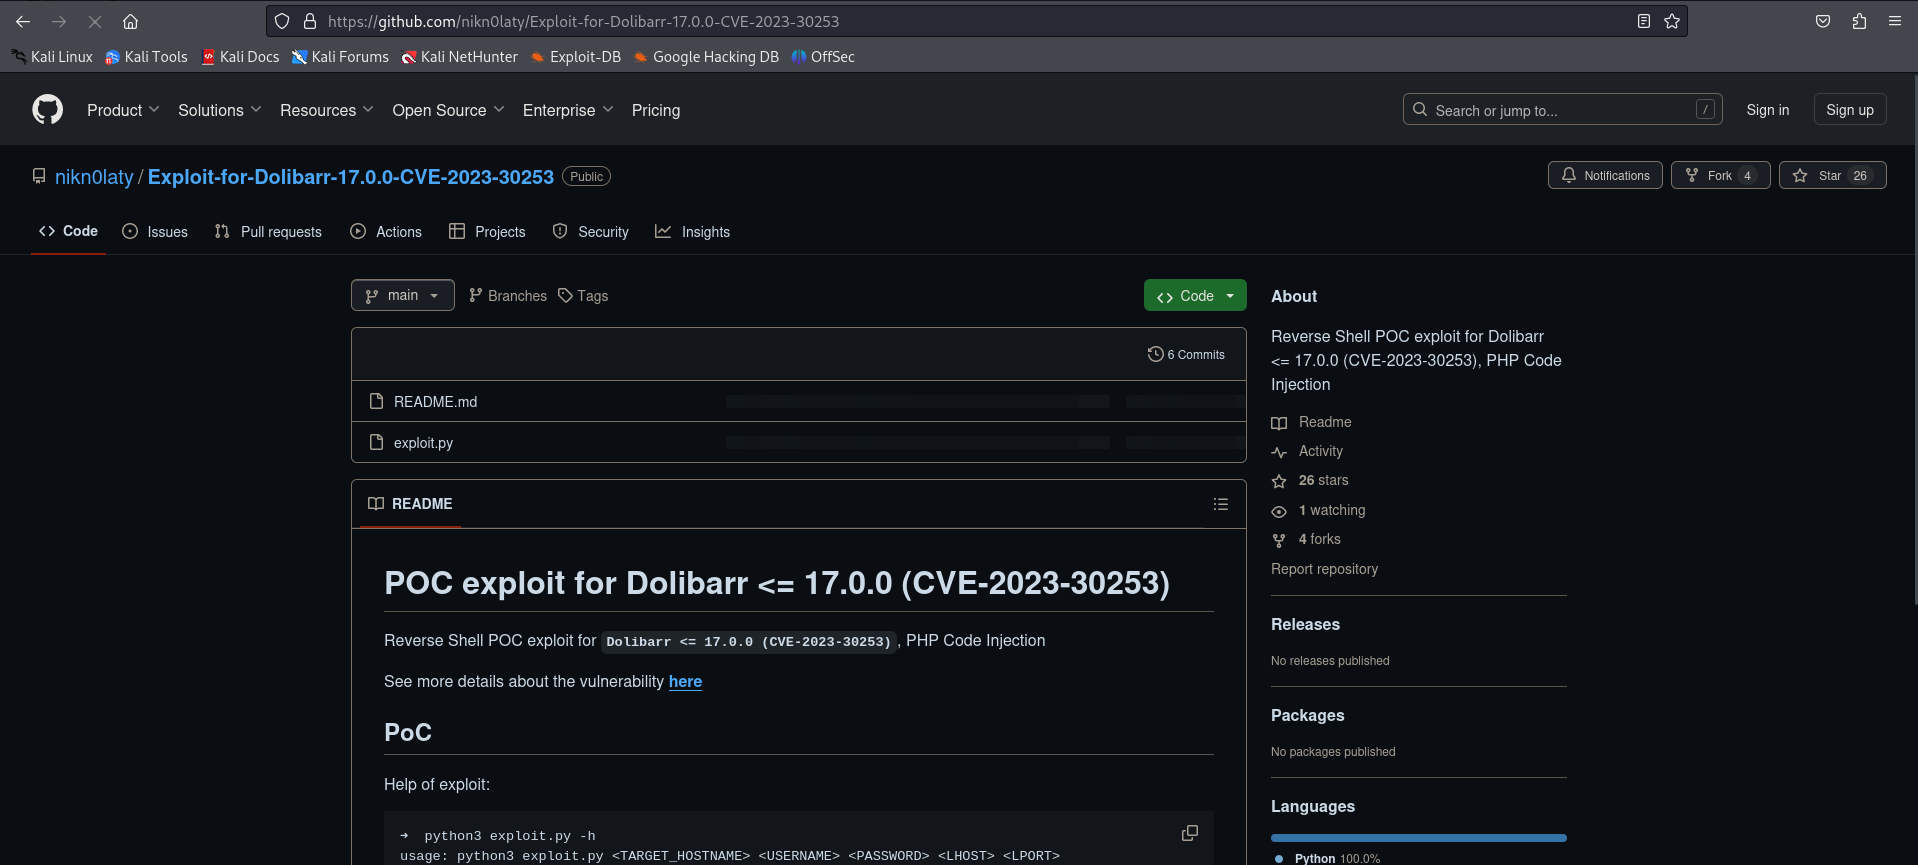 https://github.com/nikn0laty/Exploit-for-Dolibarr-17.0.0-CVE-2023-30253
Kali Linux Kali Tools Kali Docs Kali Forums Kali NetHunter Exploit-DB Google Hacking DB OffSec
Product Solutions Resources Open Source Enterprise Pricing Search or jump to... / Sign in Sign up
nikn0laty / Exploit-for-Dolibarr-17.0.0-CVE-2023-30253 Public Notifications Fork 4 Star 26
Code Issues Pull requests Actions Projects Security Insights
main Branches Tags Code
6 Commits
README.md
exploit.py
README
POC exploit for Dolibarr <= 17.0.0 (CVE-2023-30253)
Reverse Shell POC exploit for Dolibarr <= 17.0.0 (CVE-2023-30253) , PHP Code Injection
See more details about the vulnerability here
PoC
Help of exploit:
➜ python3 exploit.py -h
usage: python3 exploit.py <TARGET_HOSTNAME> <USERNAME> <PASSWORD> <LHOST> <LPORT>
About
Reverse Shell POC exploit for Dolibarr
<= 17.0.0 (CVE-2023-30253), PHP Code
Injection
Readme
Activity
26 stars
1 watching
4 forks
Report repository
Releases
No releases published
Packages
No packages published
Languages
Python 100.0%